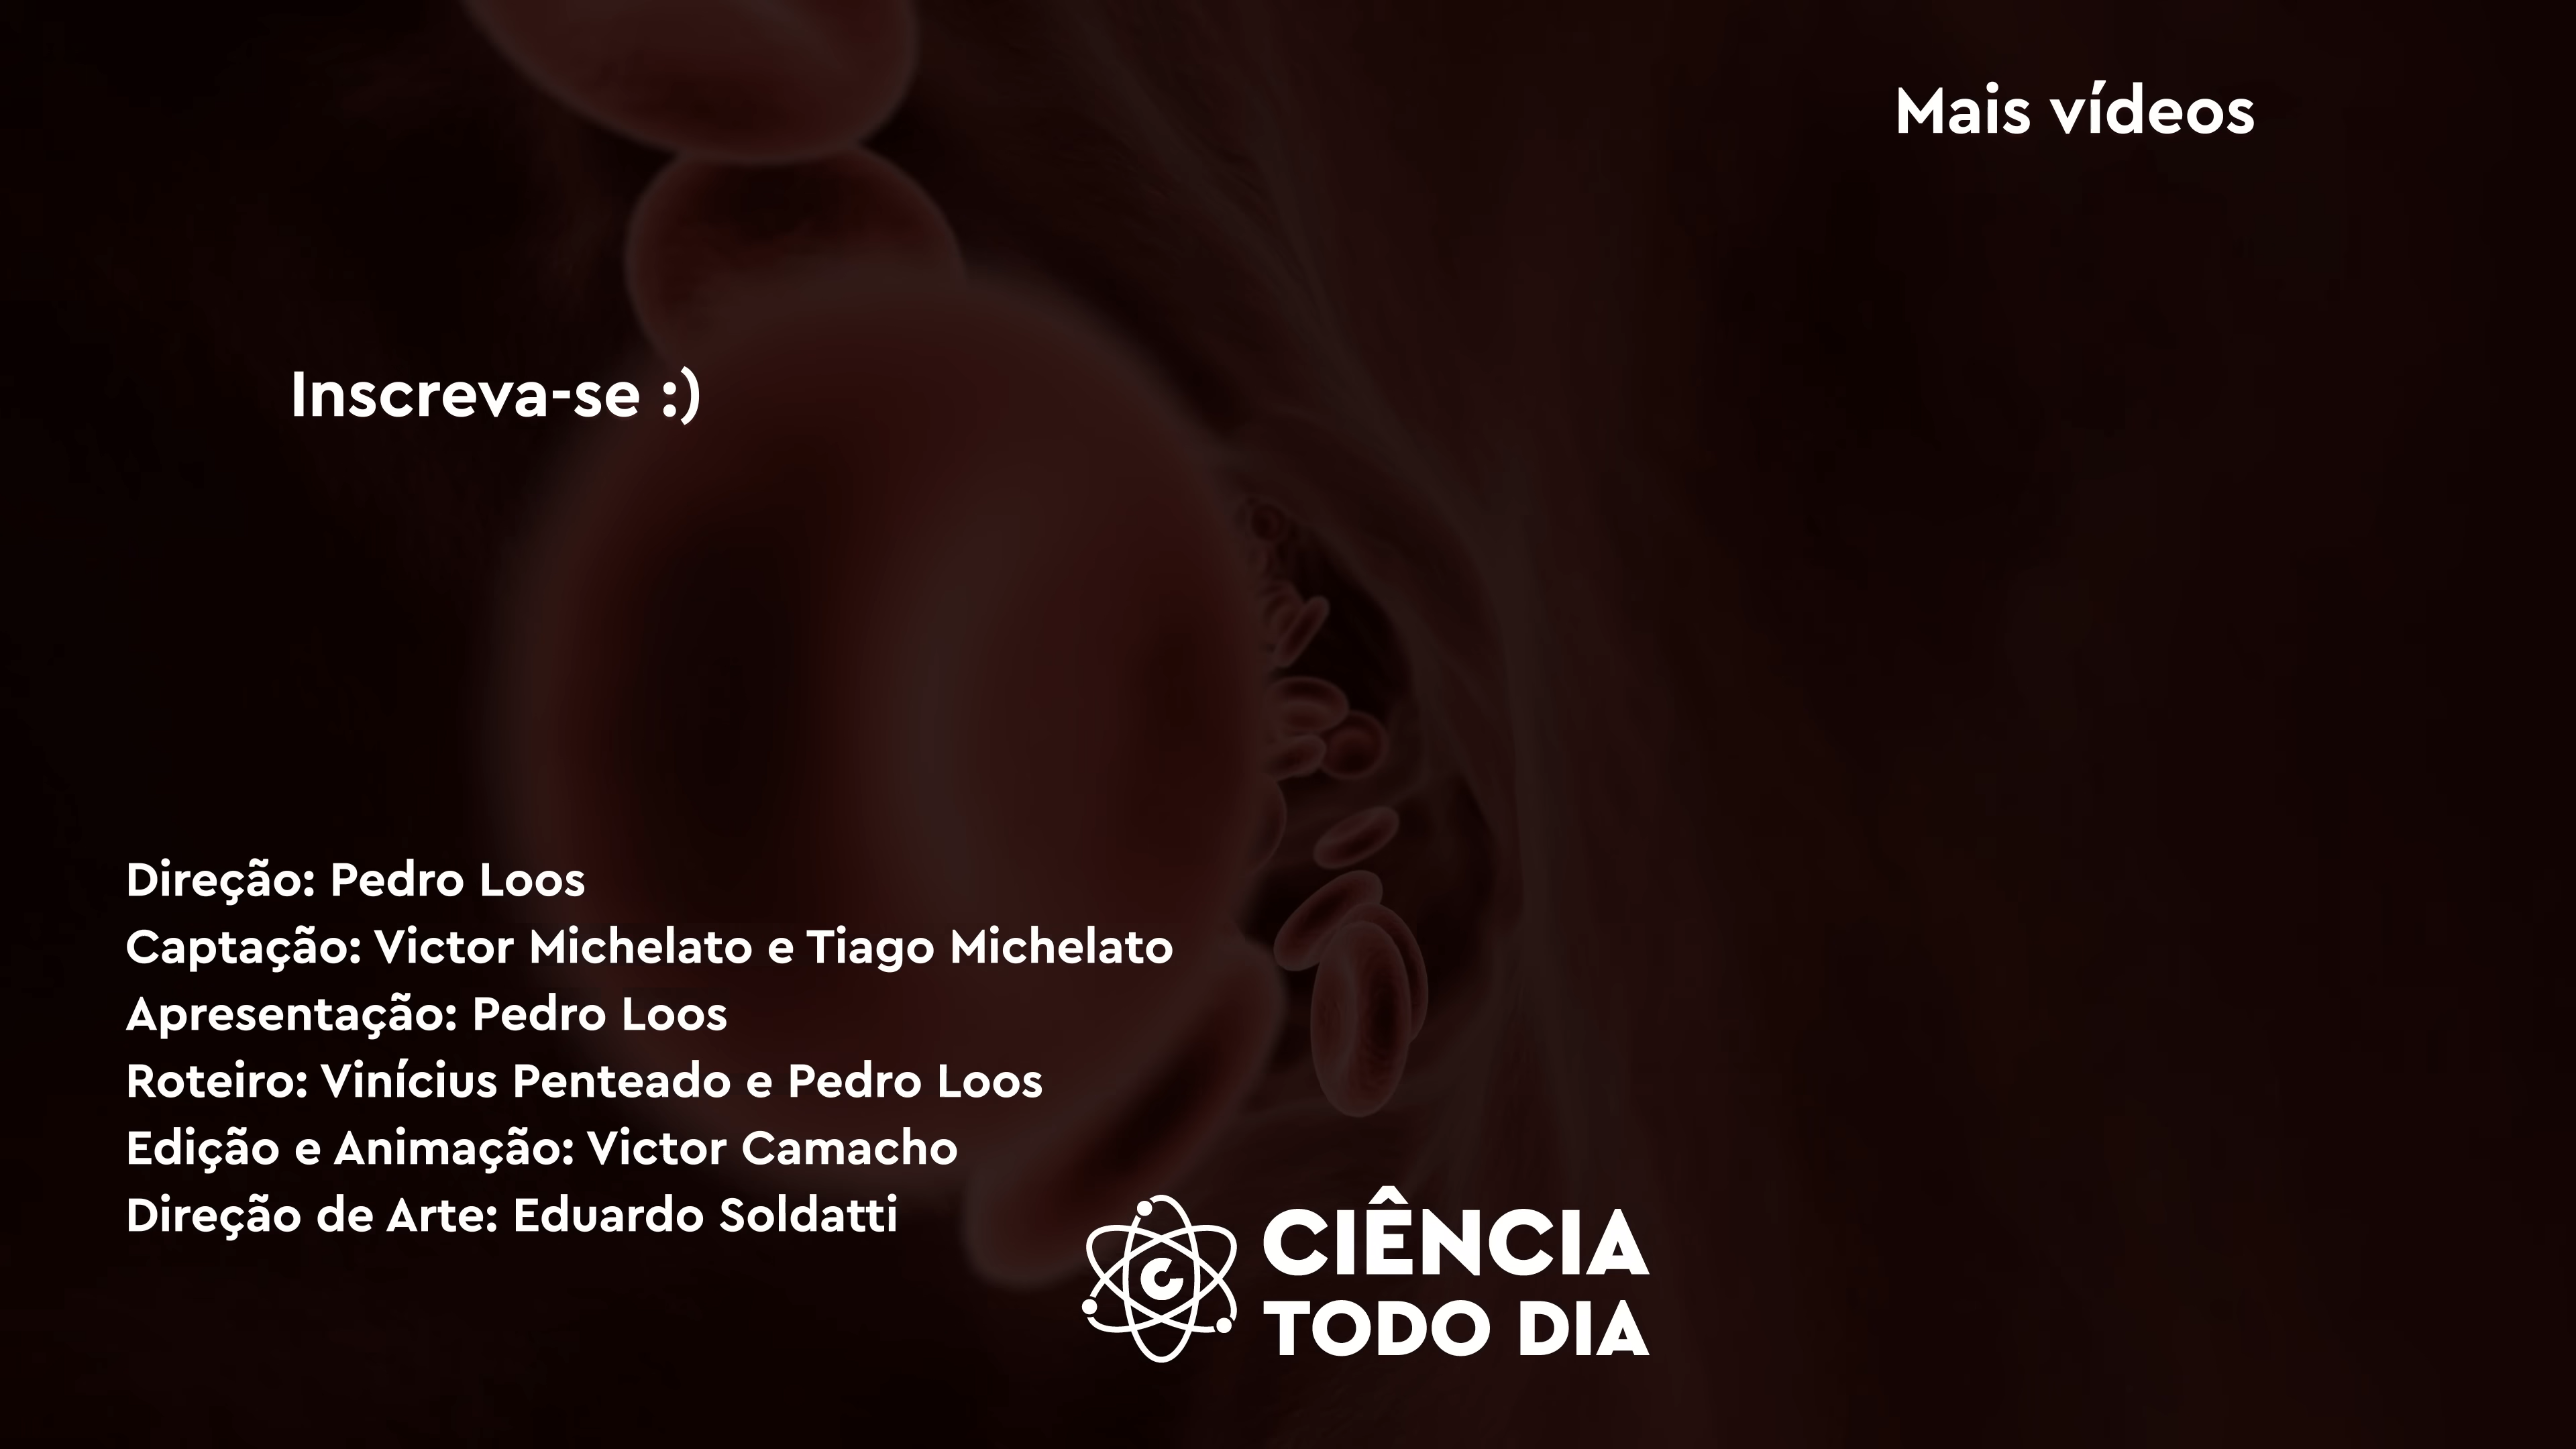 Mais vídeos
Inscreva-se :)
Direção: Pedro Loos
Captação: Victor Michelato e Tiago Michelato
Apresentação: Pedro Loos
Roteiro: Vinícius Penteado e Pedro Loos
Edição e Animação: Victor Camacho
Direção de Arte: Eduardo Soldatti
CIÊNCIA
TODO DIA